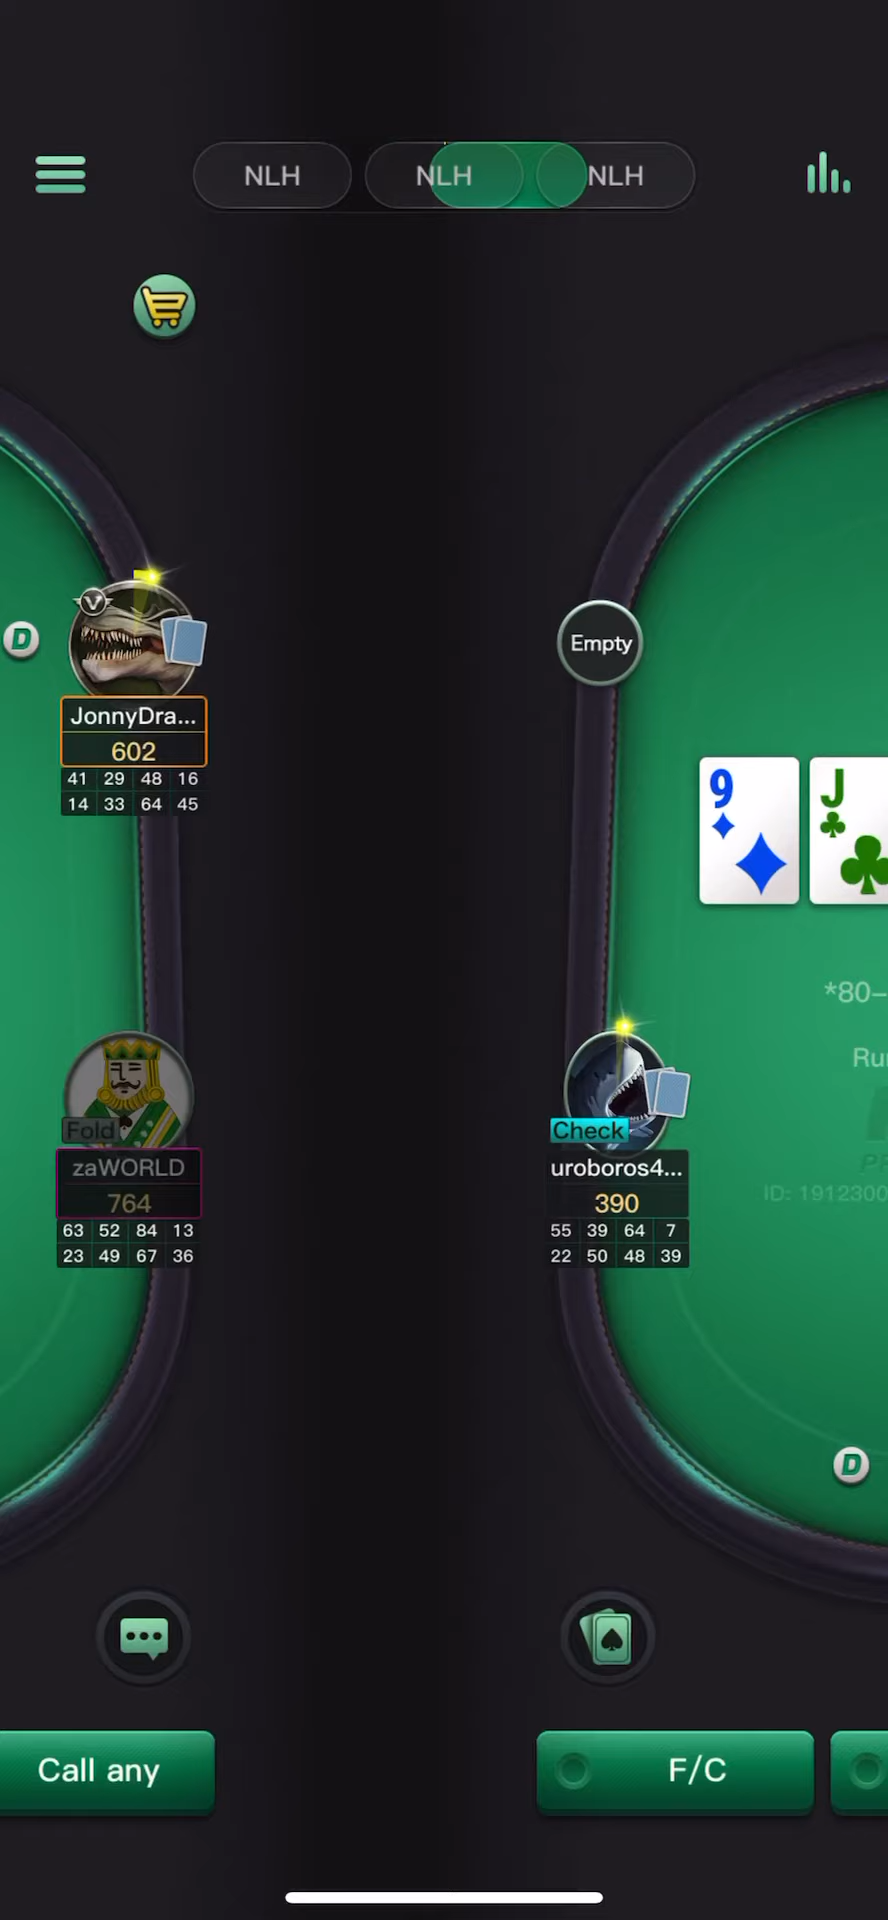 NLH NLH NLH
D
JonnyDra...
602
41 29 48 16
14 33 64 45
Fold
zaWORLD
764
63 52 84 13
23 49 67 36
Call any
Empty
9 J
*80-
Check
uroboros4...
390
55 39 64 7
22 50 48 39
ID: 1912300
D
F/C